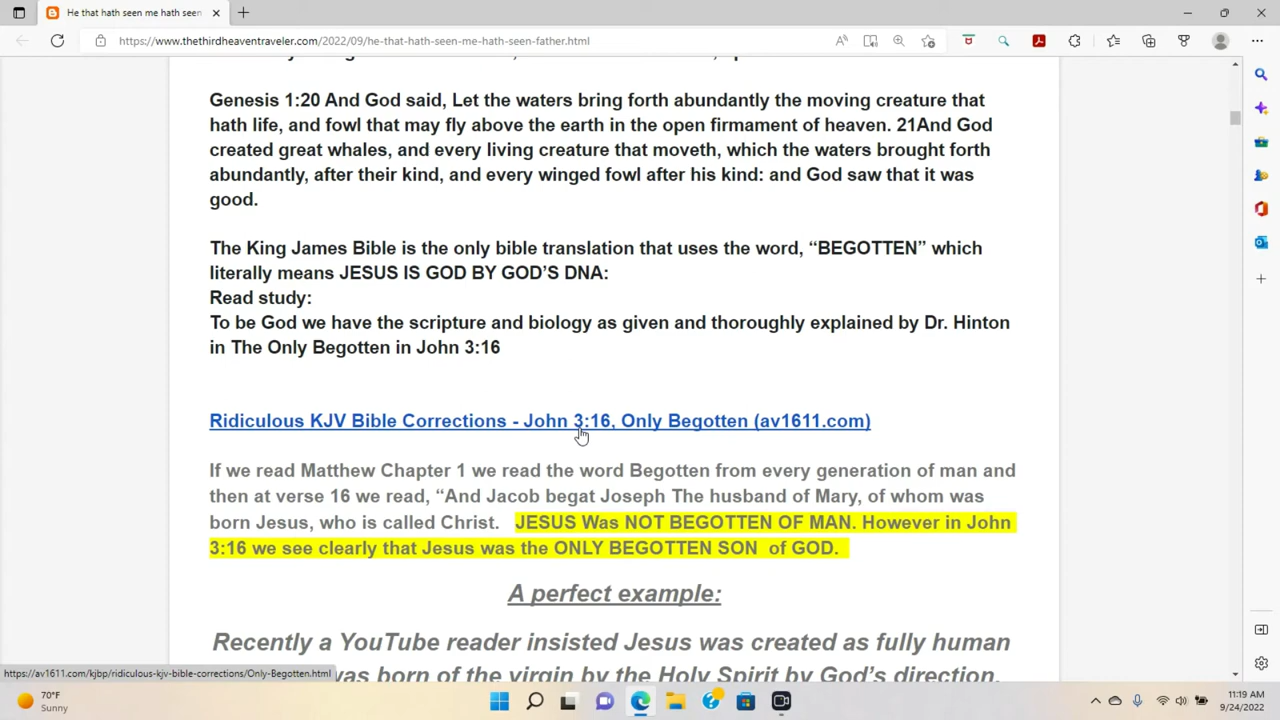 He that hath seen me hath seen
https://www.thethirdheaventraveler.com/2022/09/he-that-hath-seen-me-hath-seen-father.html
Genesis 1:20 And God said, Let the waters bring forth abundantly the moving creature that
hath life, and fowl that may fly above the earth in the open firmament of heaven. 21And God
created great whales, and every living creature that moveth, which the waters brought forth
abundantly, after their kind, and every winged fowl after his kind: and God saw that it was
good.
The King James Bible is the only bible translation that uses the word, “BEGOTTEN” which
literally means JESUS IS GOD BY GOD’S DNA:
Read study:
To be God we have the scripture and biology as given and thoroughly explained by Dr. Hinton
in The Only Begotten in John 3:16
Ridiculous KJV Bible Corrections - John 3:16, Only Begotten (av1611.com)
If we read Matthew Chapter 1 we read the word Begotten from every generation of man and
then at verse 16 we read, “And Jacob begat Joseph The husband of Mary, of whom was
born Jesus, who is called Christ. JESUS Was NOT BEGOTTEN OF MAN. However in John
3:16 we see clearly that Jesus was the ONLY BEGOTTEN SON of GOD.
A perfect example:
Recently a YouTube reader insisted Jesus was created as fully human
was born of the virgin by the Holy Spirit by God’s direction.
https://av1611.com/kjbp/ridiculous-kjv-bible-corrections/Only-Begotten.html
70°F
Sunny
11:19 AM
9/24/2022